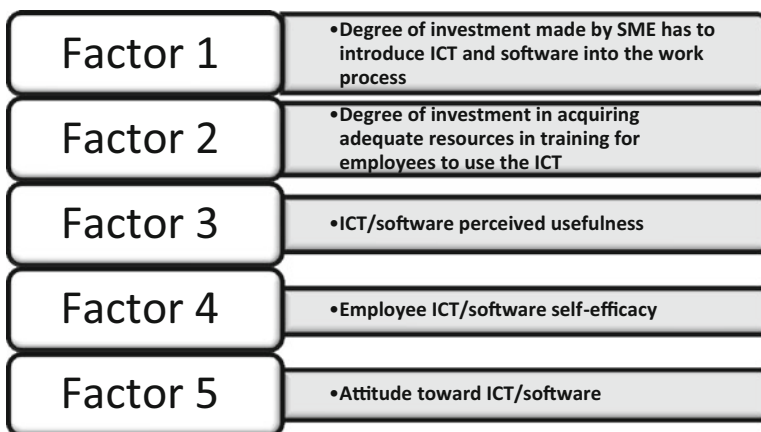 Factor 1
•Degree of investment made by SME has to
introduce ICT and software into the work
process
Factor 2
•Degree of investment in acquiring
adequate resources in training for
employees to use the ICT
Factor 3
•ICT/software perceived usefulness
Factor 4
•Employee ICT/software self-efficacy
Factor 5
•Attitude toward ICT/software